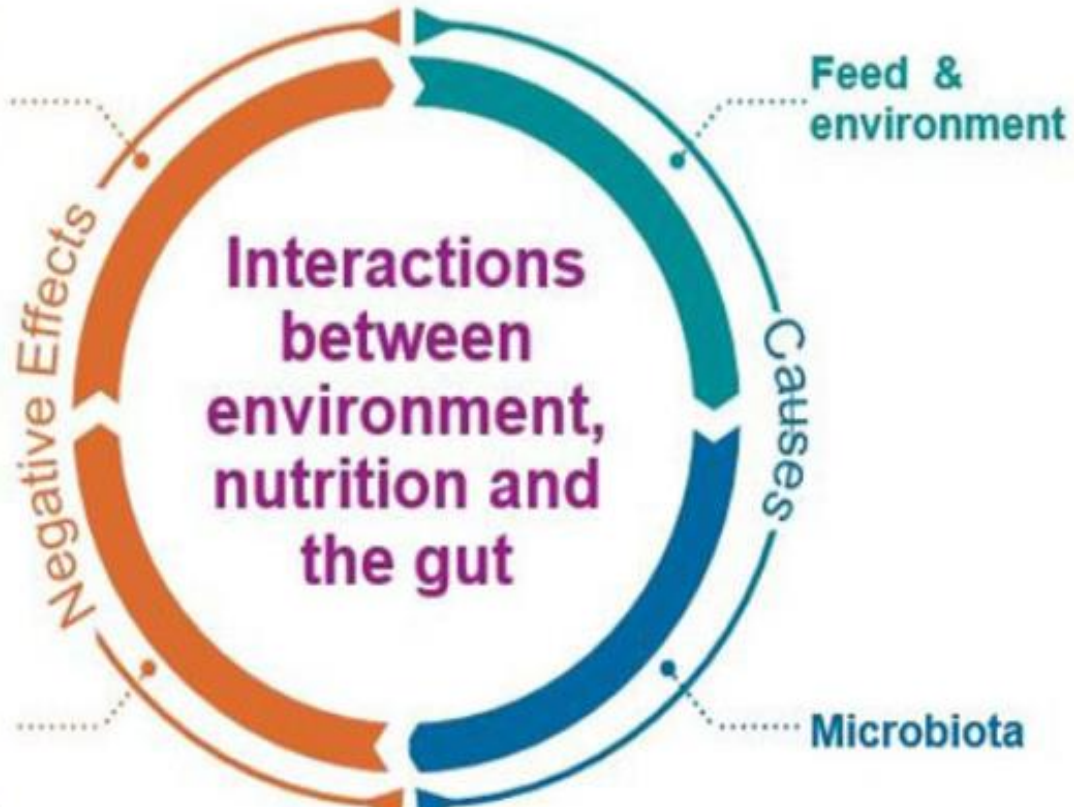 Feed &
environment
Negative Effects
Interactions
between
environment,
nutrition and
the gut
Causes
Microbiota